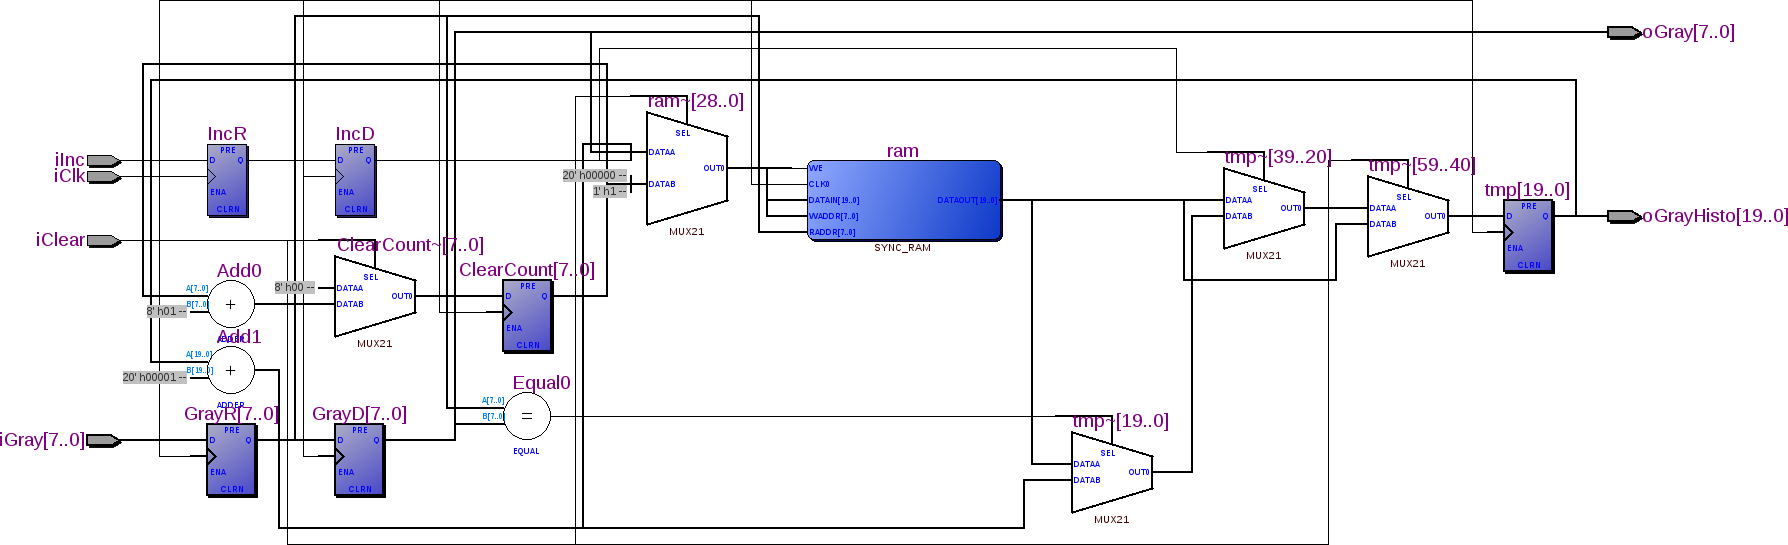 oGray[7..0]
ram~[28..0]
SEL
DATAA
DATAB
OUT0
MUX21
20' h00000 --
1' h1 --
ram
WE
CLK0
DATAIN[19..0]
WADDR[7..0]
RADDR[7..0]
DATAOUT[19..0]
SYNC_RAM
iInc
iClk
IncR
PRE
D
Q
ENA
CLRN
IncD
PRE
D
Q
ENA
CLRN
tmp~[39..20]
SEL
DATAA
DATAB
OUT0
MUX21
tmp~[59..40]
SEL
DATAA
DATAB
OUT0
MUX21
tmp[19..0]
PRE
D
Q
ENA
CLRN
oGrayHisto[19..0]
iClear
ClearCount~[7..0]
SEL
8' h00 --
DATAA
DATAB
OUT0
MUX21
ClearCount[7..0]
PRE
D
Q
ENA
CLRN
Add0
A[7..0]
B[7..0]
8' h01 --
+
ADDER
Add1
A[19..0]
B[19..0]
20' h00001 --
+
ADDER
Equal0
A[7..0]
B[7..0]
=
EQUAL
iGray[7..0]
GrayR[7..0]
PRE
D
Q
ENA
CLRN
GrayD[7..0]
PRE
D
Q
ENA
CLRN
tmp~[19..0]
SEL
DATAA
DATAB
OUT0
MUX21